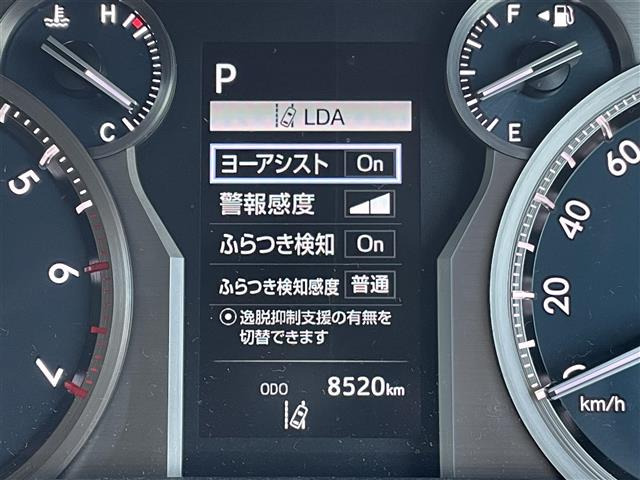 H
C
F
E
P
LDA
ヨーアシスト On
警報感度
ふらつき検知 On
ふらつき検知感度 普通
逸脱抑制支援の有無を
切替できます
ODO 8520km
5
6
7
60
40
20
0
km/h